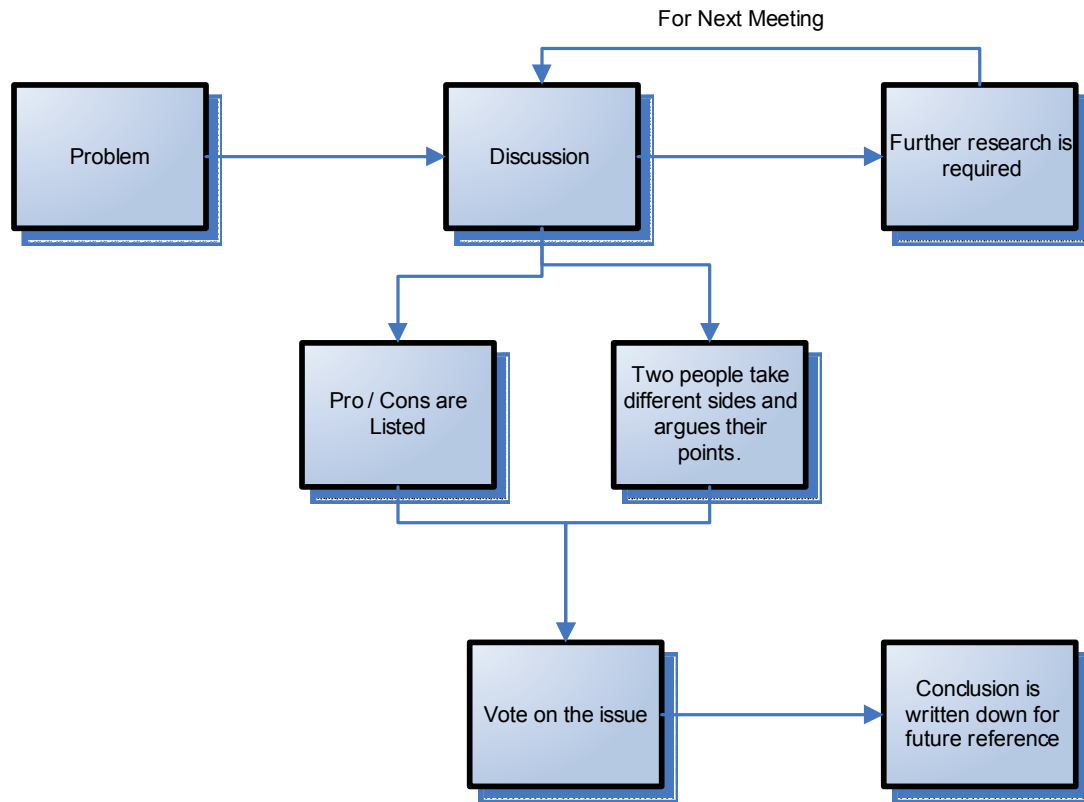 For Next Meeting
Problem
Discussion
Further research is
required
Pro / Cons are
Listed
Two people take
different sides and
argues their
points.
Vote on the issue
Conclusion is
written down for
future reference